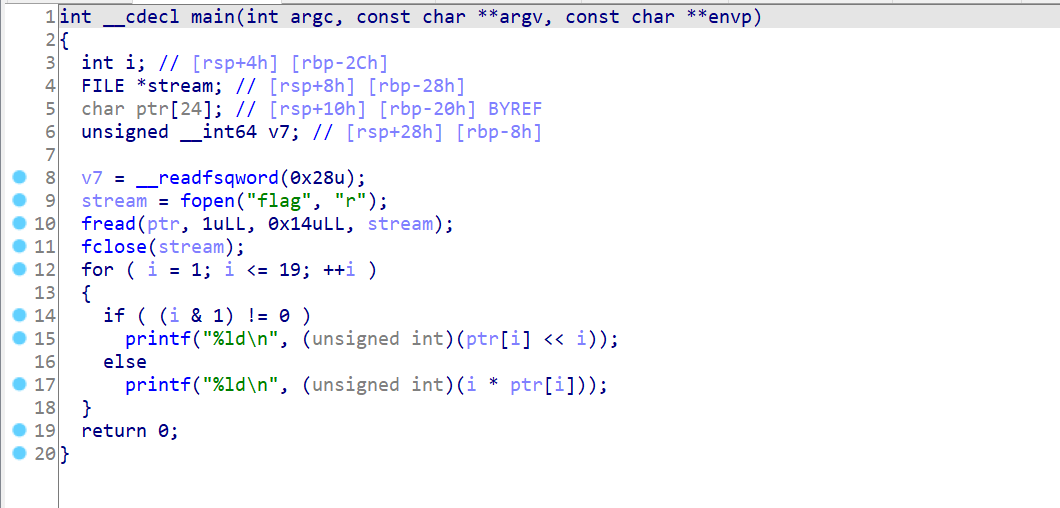 1 int __cdecl main(int argc, const char **argv, const char **envp)
2 {
3   int i; // [rsp+4h] [rbp-2Ch]
4   FILE *stream; // [rsp+8h] [rbp-28h]
5   char ptr[24]; // [rsp+10h] [rbp-20h] BYREF
6   unsigned __int64 v7; // [rsp+28h] [rbp-8h]
7
8   v7 = __readfsqword(0x28u);
9   stream = fopen("flag", "r");
10   fread(ptr, 1uLL, 0x14uLL, stream);
11   fclose(stream);
12   for ( i = 1; i <= 19; ++i )
13   {
14     if ( (i & 1) != 0 )
15       printf("%ld\n", (unsigned int)(ptr[i] << i));
16     else
17       printf("%ld\n", (unsigned int)(i * ptr[i]));
18   }
19   return 0;
20 }